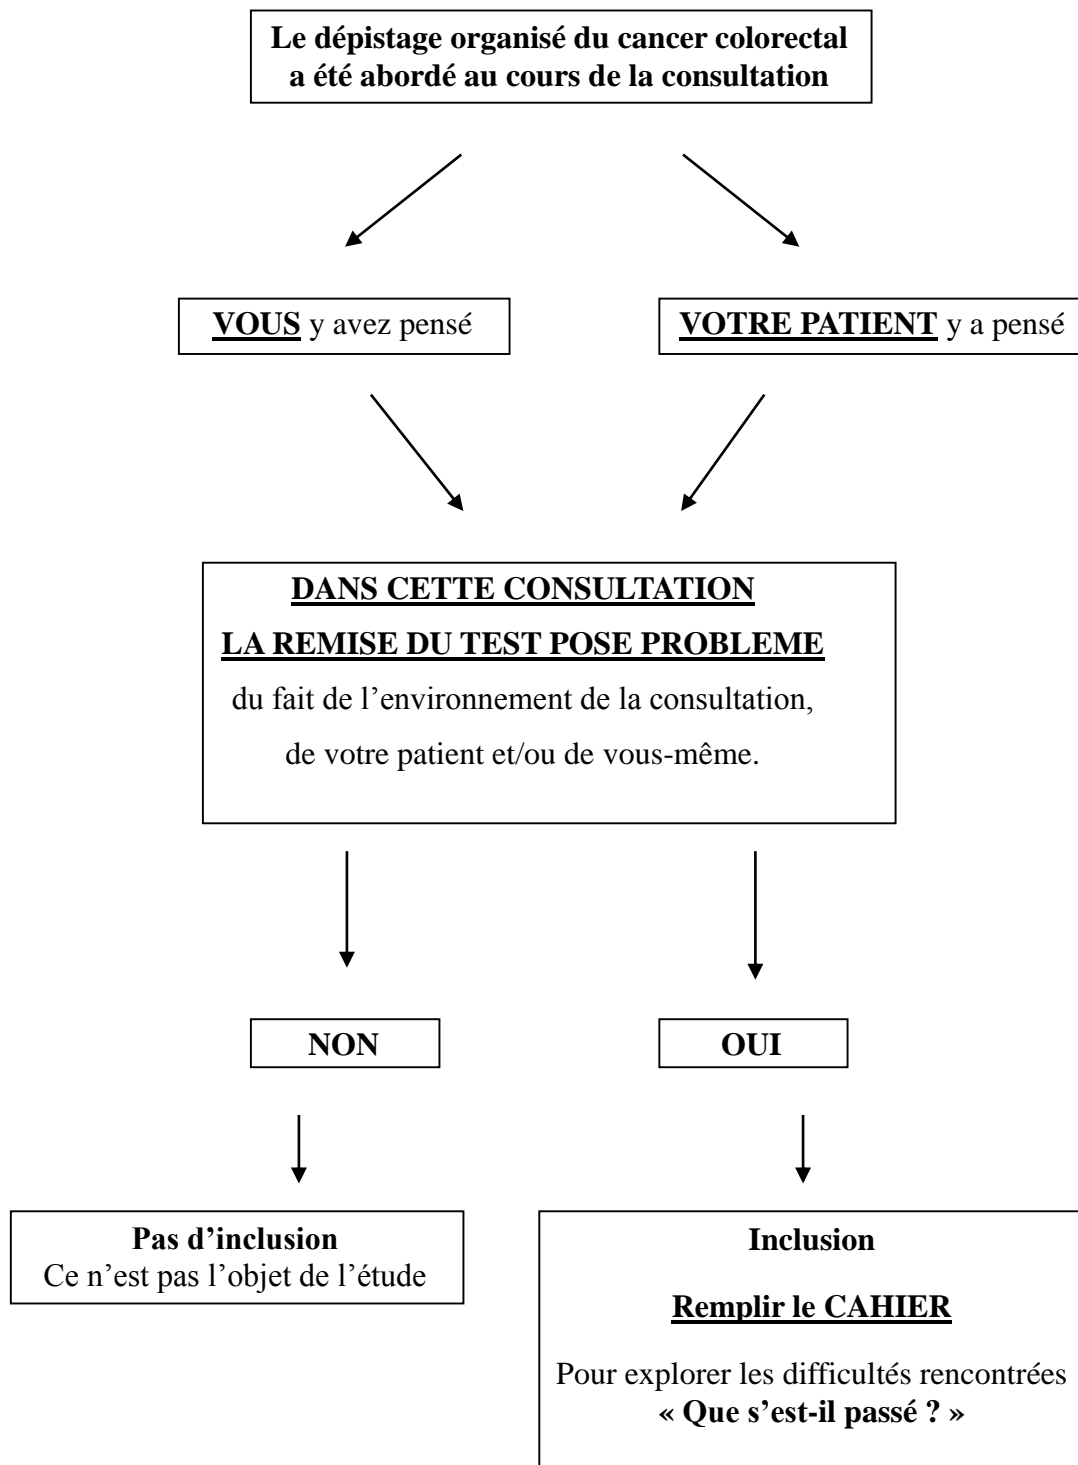 Le dépistage organisé du cancer colorectal
a été abordé au cours de la consultation
VOUS y avez pensé
VOTRE PATIENT y a pensé
DANS CETTE CONSULTATION
LA REMISE DU TEST POSE PROBLEME
du fait de l’environnement de la consultation,
de votre patient et/ou de vous-même.
NON
OUI
Pas d’inclusion
Ce n’est pas l’objet de l’étude
Inclusion
Remplir le CAHIER
Pour explorer les difficultés rencontrées
« Que s’est-il passé ? »